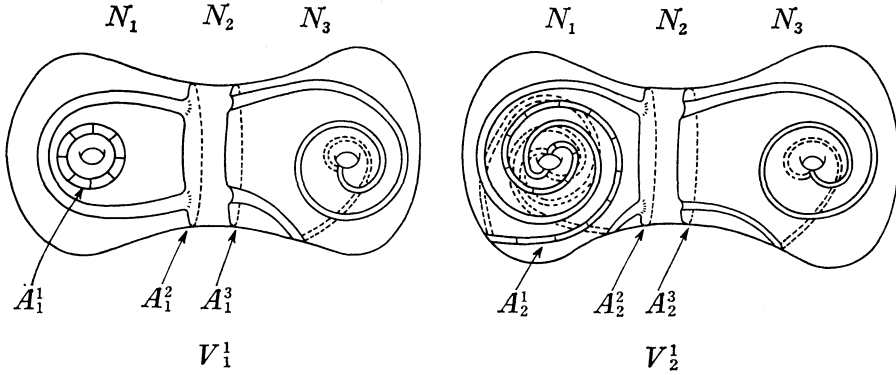 N₁ N₂ N₃ N₁ N₂ N₃
A₁¹ A₁² A₁³ A₂¹ A₂² A₂³
V₁¹ V₂¹